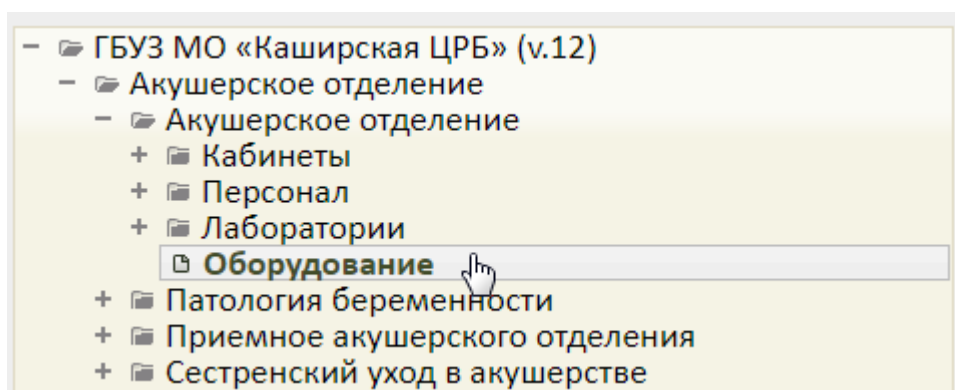 ГБУЗ МО «Каширская ЦРБ» (v.12)
Акушерское отделение
Акушерское отделение
Кабинеты
Персонал
Лаборатории
Оборудование
Патология беременности
Приемное акушерского отделения
Сестренский уход в акушерстве